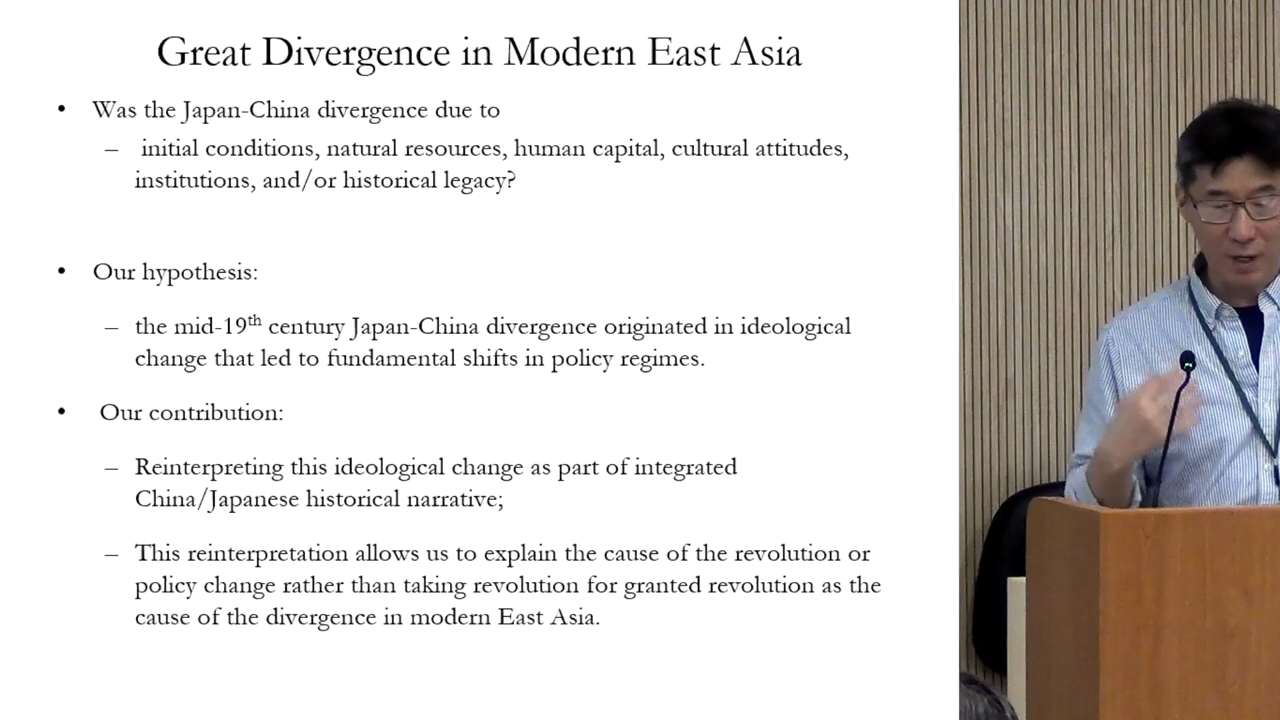 Great Divergence in Modern East Asia
• Was the Japan-China divergence due to
– initial conditions, natural resources, human capital, cultural attitudes,
institutions, and/or historical legacy?
• Our hypothesis:
– the mid-19th century Japan-China divergence originated in ideological
change that led to fundamental shifts in policy regimes.
• Our contribution:
– Reinterpreting this ideological change as part of integrated
China/Japanese historical narrative;
– This reinterpretation allows us to explain the cause of the revolution or
policy change rather than taking revolution for granted revolution as the
cause of the divergence in modern East Asia.